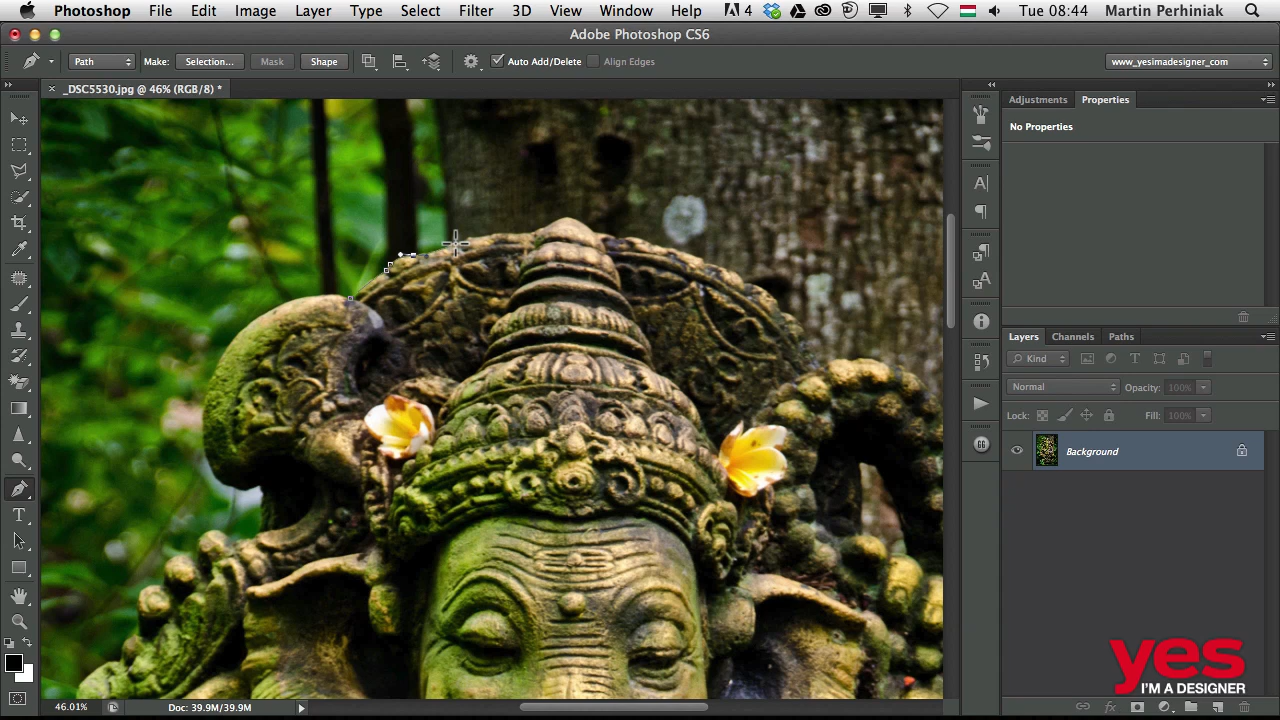 Photoshop File Edit Image Layer Type Select Filter 3D View Window Help 4 Tue 08:44 Martin Perhiniak
Adobe Photoshop CS6
Path Make: Selection... Mask Shape Auto Add/Delete Align Edges www_yesimadesigner_com
× _DSC5530.jpg @ 46% (RGB/8) *
Adjustments Properties
No Properties
Layers Channels Paths
Kind
Normal Opacity: 100%
Lock: Fill: 100%
Background
yes
I'M A DESIGNER
46.01% Doc: 39.9M/39.9M